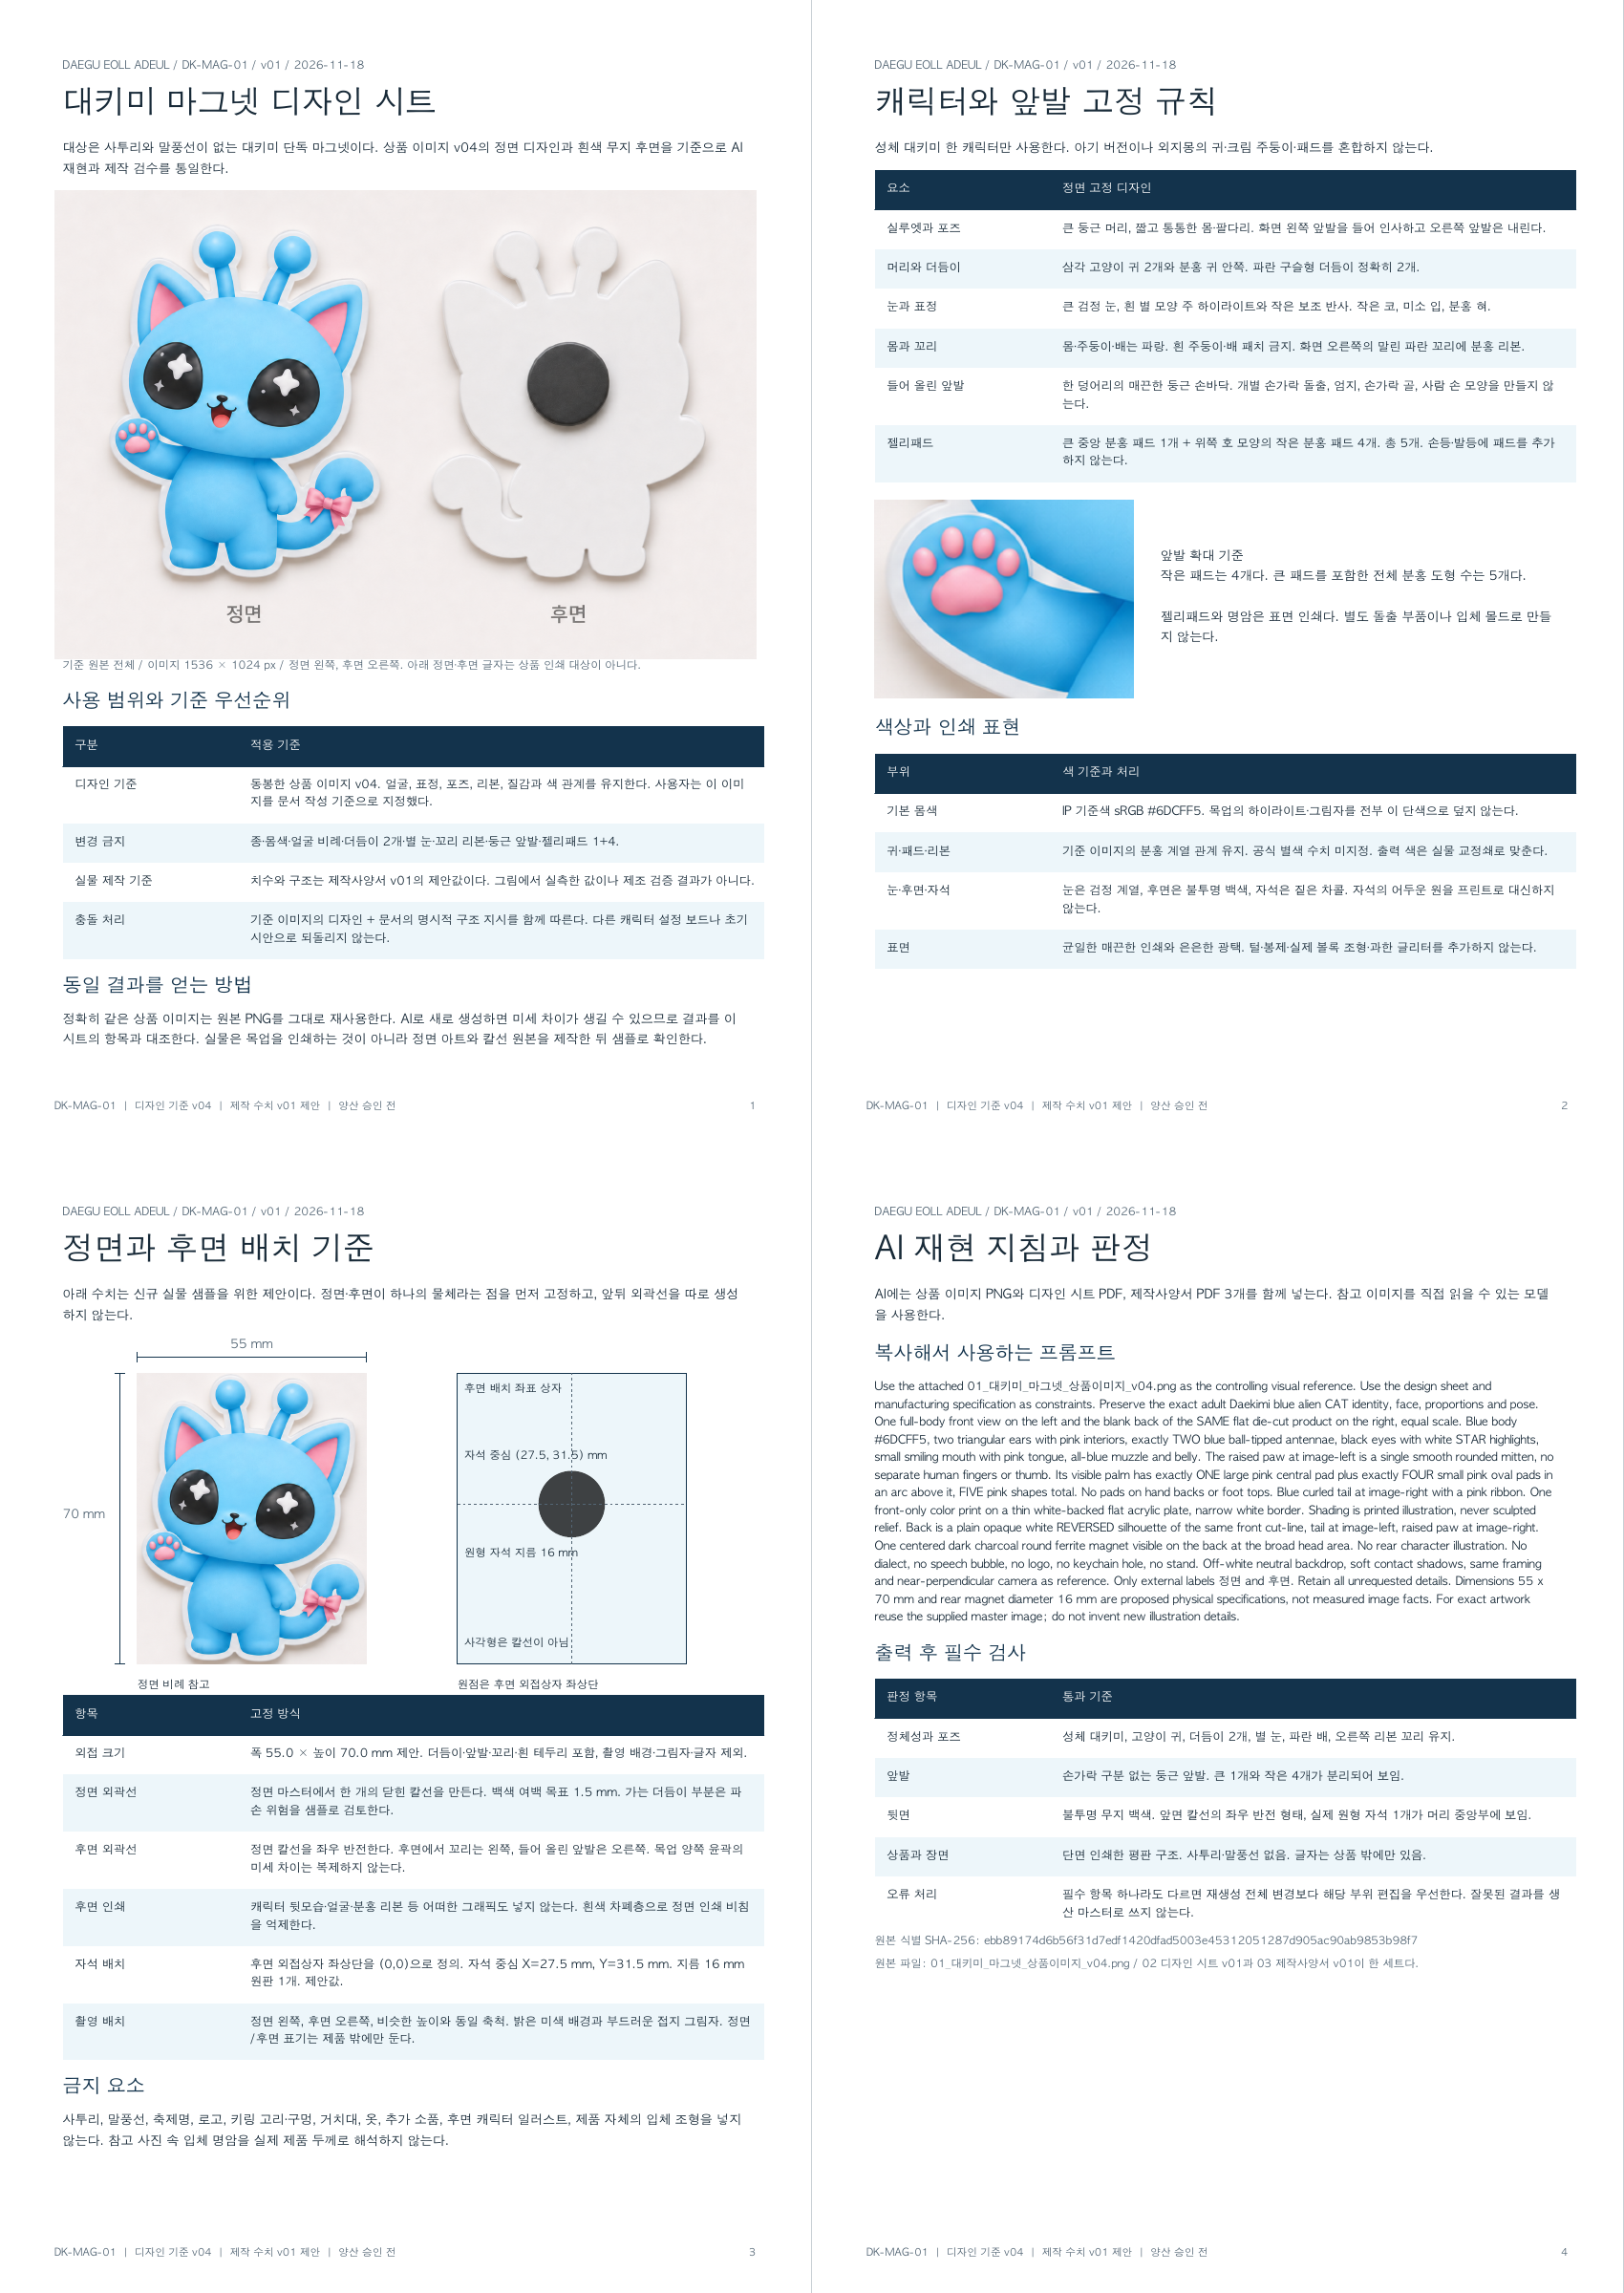 DAEGU EOLL ADEUL / DK-MAG-01 / v01 / 2026-11-18
대키미 마그넷 디자인 시트
대상은 사투리와 말풍선이 없는 대키미 단독 마그넷이다. 상품 이미지 v04의 정면 디자인과 흰색 무지 후면을 기준으로 AI
재현과 제작 검수를 통일한다.
정면
후면
기준 원본 전체 / 이미지 1536 × 1024 px / 정면 왼쪽, 후면 오른쪽. 아래 정면·후면 글자는 상품 인쇄 대상이 아니다.
사용 범위와 기준 우선순위
구분 적용 기준
디자인 기준 동봉한 상품 이미지 v04. 얼굴, 표정, 포즈, 리본, 질감과 색 관계를 유지한다. 사용자는 이 이미
지를 문서 작성 기준으로 지정했다.
변경 금지 종·몸색·얼굴 비례·더듬이 2개·별 눈·꼬리 리본·둥근 앞발·젤리패드 1+4.
실물 제작 기준 치수와 구조는 제작사양서 v01의 제안값이다. 그림에서 실측한 값이나 제조 검증 결과가 아니다.
충돌 처리 기준 이미지의 디자인 + 문서의 명시적 구조 지시를 함께 따른다. 다른 캐릭터 설정 보드나 초기
시안으로 되돌리지 않는다.
동일 결과를 얻는 방법
정확히 같은 상품 이미지는 원본 PNG를 그대로 재사용한다. AI로 새로 생성하면 미세 차이가 생길 수 있으므로 결과를 이
시트의 항목과 대조한다. 실물은 목업을 인쇄하는 것이 아니라 정면 아트와 칼선 원본을 제작한 뒤 샘플로 확인한다.
DK-MAG-01 | 디자인 기준 v04 | 제작 수치 v01 제안 | 양산 승인 전 1
DAEGU EOLL ADEUL / DK-MAG-01 / v01 / 2026-11-18
캐릭터와 앞발 고정 규칙
성체 대키미 한 캐릭터만 사용한다. 아기 버전이나 외지몽의 귀·크림 주둥이·패드를 혼합하지 않는다.
요소 정면 고정 디자인
실루엣과 포즈 큰 둥근 머리, 짧고 통통한 몸·팔다리. 화면 왼쪽 앞발을 들어 인사하고 오른쪽 앞발은 내린다.
머리와 더듬이 삼각 고양이 귀 2개와 분홍 귀 안쪽. 파란 구슬형 더듬이 정확히 2개.
눈과 표정 큰 검정 눈, 흰 별 모양 주 하이라이트와 작은 보조 반사. 작은 코, 미소 입, 분홍 혀.
몸과 꼬리 몸·주둥이·배는 파랑. 흰 주둥이·배 패치 금지. 화면 오른쪽의 말린 파란 꼬리에 분홍 리본.
들어 올린 앞발 한 덩어리의 매끈한 둥근 손바닥. 개별 손가락 돌출, 엄지, 손가락 골, 사람 손 모양을 만들지 않
는다.
젤리패드 큰 중앙 분홍 패드 1개 + 위쪽 호 모양의 작은 분홍 패드 4개. 총 5개. 손등·발등에 패드를 추가
하지 않는다.
앞발 확대 기준
작은 패드는 4개다. 큰 패드를 포함한 전체 분홍 도형 수는 5개다.
젤리패드와 명암은 표면 인쇄다. 별도 돌출 부품이나 입체 몰드로 만들
지 않는다.
색상과 인쇄 표현
부위 색 기준과 처리
기본 몸색 IP 기준색 sRGB #6DCFF5. 목업의 하이라이트·그림자를 전부 이 단색으로 덮지 않는다.
귀·패드·리본 기준 이미지의 분홍 계열 관계 유지. 공식 별색 수치 미지정. 출력 색은 실물 교정쇄로 맞춘다.
눈·후면·자석 눈은 검정 계열, 후면은 불투명 백색, 자석은 짙은 차콜. 자석의 어두운 원을 프린트로 대신하지
않는다.
표면 균일한 매끈한 인쇄와 은은한 광택. 털·봉제·실제 볼록 조형·과한 글리터를 추가하지 않는다.
DK-MAG-01 | 디자인 기준 v04 | 제작 수치 v01 제안 | 양산 승인 전 2
DAEGU EOLL ADEUL / DK-MAG-01 / v01 / 2026-11-18
정면과 후면 배치 기준
아래 수치는 신규 실물 샘플을 위한 제안이다. 정면·후면이 하나의 물체라는 점을 먼저 고정하고, 앞뒤 외곽선을 따로 생성
하지 않는다.
55 mm
70 mm
정면 비례 참고
후면 배치 좌표 상자
자석 중심 (27.5, 31.5) mm
원형 자석 지름 16 mm
사각형은 칼선이 아님
원점은 후면 외접상자 좌상단
항목 고정 방식
외접 크기 폭 55.0 × 높이 70.0 mm 제안. 더듬이·앞발·꼬리·흰 테두리 포함, 촬영 배경·그림자·글자 제외.
정면 외곽선 정면 마스터에서 한 개의 닫힌 칼선을 만든다. 백색 여백 목표 1.5 mm. 가는 더듬이 부분은 파
손 위험을 샘플로 검토한다.
후면 외곽선 정면 칼선을 좌우 반전한다. 후면에서 꼬리는 왼쪽, 들어 올린 앞발은 오른쪽. 목업 양쪽 윤곽의
미세 차이는 복제하지 않는다.
후면 인쇄 캐릭터 뒷모습·얼굴·분홍 리본 등 어떠한 그래픽도 넣지 않는다. 흰색 차폐층으로 정면 인쇄 비침
을 억제한다.
자석 배치 후면 외접상자 좌상단을 (0,0)으로 정의. 자석 중심 X=27.5 mm, Y=31.5 mm. 지름 16 mm
원판 1개. 제안값.
촬영 배치 정면 왼쪽, 후면 오른쪽, 비슷한 높이와 동일 축척. 밝은 미색 배경과 부드러운 접지 그림자. 정면
/후면 표기는 제품 밖에만 둔다.
금지 요소
사투리, 말풍선, 축제명, 로고, 키링 고리·구멍, 거치대, 옷, 추가 소품, 후면 캐릭터 일러스트, 제품 자체의 입체 조형을 넣지
않는다. 참고 사진 속 입체 명암을 실제 제품 두께로 해석하지 않는다.
DK-MAG-01 | 디자인 기준 v04 | 제작 수치 v01 제안 | 양산 승인 전 3
DAEGU EOLL ADEUL / DK-MAG-01 / v01 / 2026-11-18
AI 재현 지침과 판정
AI에는 상품 이미지 PNG와 디자인 시트 PDF, 제작사양서 PDF 3개를 함께 넣는다. 참고 이미지를 직접 읽을 수 있는 모델
을 사용한다.
복사해서 사용하는 프롬프트
Use the attached 01_대키미_마그넷_상품이미지_v04.png as the controlling visual reference. Use the design sheet and
manufacturing specification as constraints. Preserve the exact adult Daekimi blue alien CAT identity, face, proportions and pose.
One full-body front view on the left and the blank back of the SAME flat die-cut product on the right, equal scale. Blue body
#6DCFF5, two triangular ears with pink interiors, exactly TWO blue ball-tipped antennae, black eyes with white STAR highlights,
small smiling mouth with pink tongue, all-blue muzzle and belly. The raised paw at image-left is a single smooth rounded mitten, no
separate human fingers or thumb. Its visible palm has exactly ONE large pink central pad plus exactly FOUR small pink oval pads in
an arc above it, FIVE pink shapes total. No pads on hand backs or foot tops. Blue curled tail at image-right with a pink ribbon. One
front-only color print on a thin white-backed flat acrylic plate, narrow white border. Shading is printed illustration, never sculpted
relief. Back is a plain opaque white REVERSED silhouette of the same front cut-line, tail at image-left, raised paw at image-right.
One centered dark charcoal round ferrite magnet visible on the back at the broad head area. No rear character illustration. No
dialect, no speech bubble, no logo, no keychain hole, no stand. Off-white neutral backdrop, soft contact shadows, same framing
and near-perpendicular camera as reference. Only external labels 정면 and 후면. Retain all unrequested details. Dimensions 55 x
70 mm and rear magnet diameter 16 mm are proposed physical specifications, not measured image facts. For exact artwork
reuse the supplied master image; do not invent new illustration details.
출력 후 필수 검사
판정 항목 통과 기준
정체성과 포즈 성체 대키미, 고양이 귀, 더듬이 2개, 별 눈, 파란 배, 오른쪽 리본 꼬리 유지.
앞발 손가락 구분 없는 둥근 앞발. 큰 1개와 작은 4개가 분리되어 보임.
뒷면 불투명 무지 백색. 앞면 칼선의 좌우 반전 형태, 실제 원형 자석 1개가 머리 중앙부에 보임.
상품과 장면 단면 인쇄한 평판 구조. 사투리·말풍선 없음. 글자는 상품 밖에만 있음.
오류 처리 필수 항목 하나라도 다르면 재생성 전체 변경보다 해당 부위 편집을 우선한다. 잘못된 결과를 생
산 마스터로 쓰지 않는다.
원본 식별 SHA-256: ebb89174d6b56f31d7edf1420dfad5003e45312051287d905ac90ab9853b98f7
원본 파일: 01_대키미_마그넷_상품이미지_v04.png / 02 디자인 시트 v01과 03 제작사양서 v01이 한 세트다.
DK-MAG-01 | 디자인 기준 v04 | 제작 수치 v01 제안 | 양산 승인 전 4